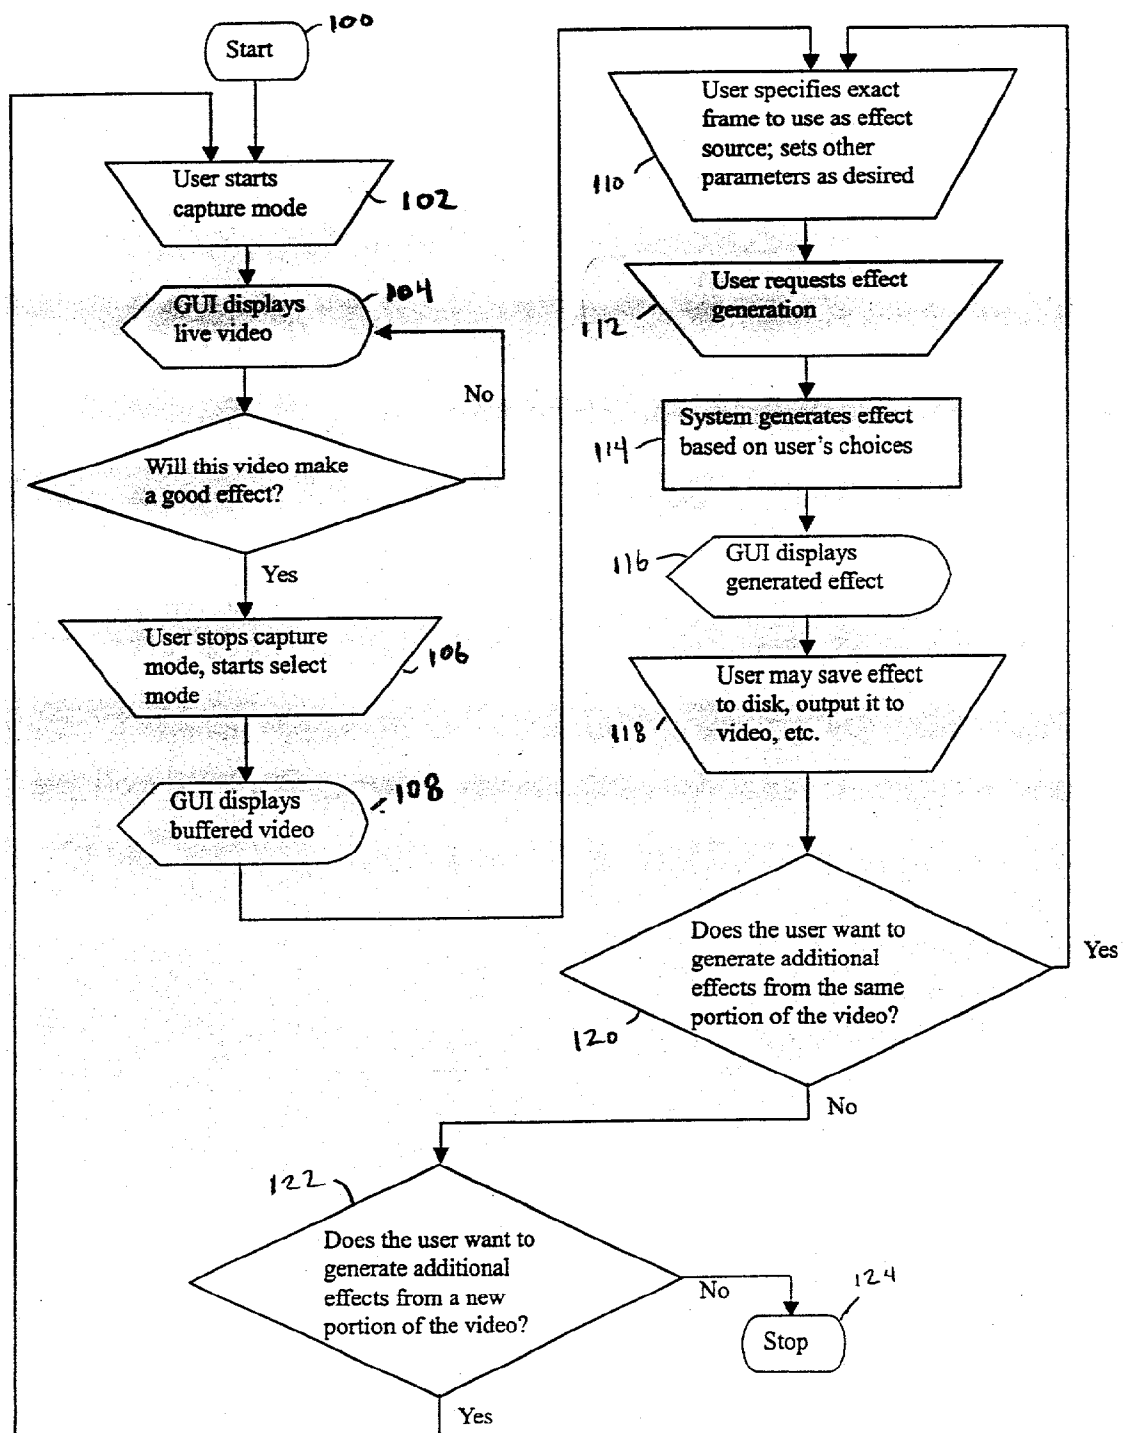 100
Start
User starts
capture mode
102
GUI displays
live video
104
No
Will this video make
a good effect?
Yes
User stops capture
mode, starts select
mode
106
GUI displays
buffered video
108
User specifies exact
frame to use as effect
source; sets other
parameters as desired
110
User requests effect
generation
112
System generates effect
based on user's choices
114
GUI displays
generated effect
116
User may save effect
to disk, output it to
video, etc.
118
Does the user want to
generate additional
effects from the same
portion of the video?
120
Yes
No
122
Does the user want to
generate additional
effects from a new
portion of the video?
No
124
Stop
Yes